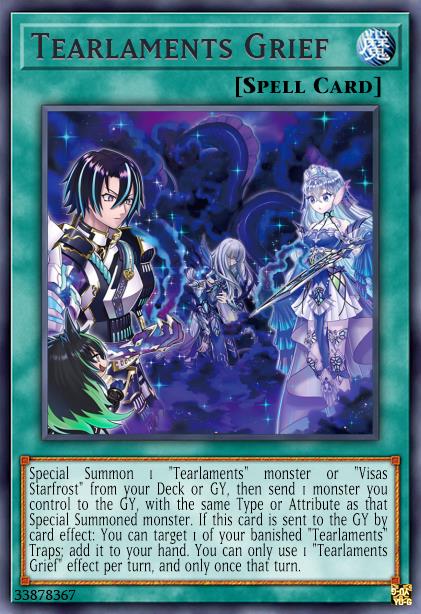 Tearlaments Grief
魔
[Spell Card]
Special Summon 1 "Tearlaments" monster or "Visas
Starfrost" from your Deck or GY, then send 1 monster you
control to the GY, with the same Type or Attribute as that
Special Summoned monster. If this card is sent to the GY by
card effect: You can target 1 of your banished "Tearlaments"
Traps; add it to your hand. You can only use 1 "Tearlaments
Grief" effect per turn, and only once that turn.
33878367